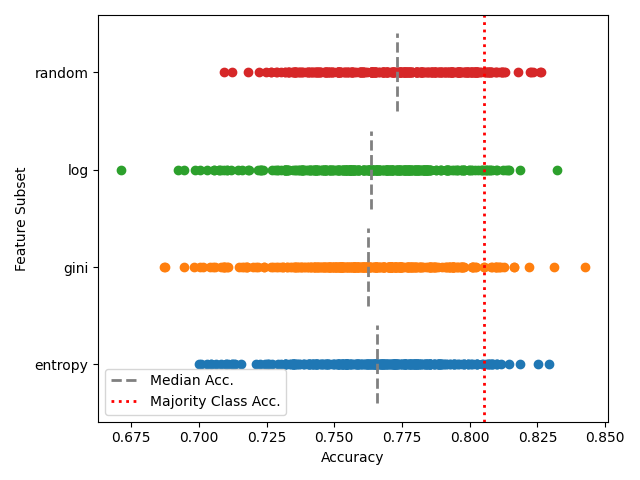 random
log
gini
entropy
Feature Subset
Median Acc.
Majority Class Acc.
0.675 0.700 0.725 0.750 0.775 0.800 0.825 0.850
Accuracy